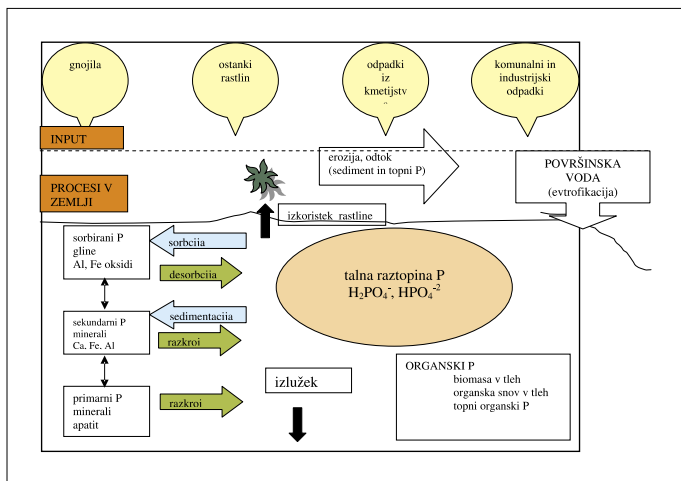 gnojila
ostanki
rastlin
odpadki
iz
kmetijstv
komunalni in
industrijski
odpadki
INPUT
erozija, odtok
(sediment in topni P)
POVRŠINSKA
VODA
(evtrofikacija)
PROCESI V
ZEMLJI
izkoristek rastline
sorbirani P
gline
Al, Fe oksidi
sorbcija
desorbcija
talna raztopina P
H₂PO₄⁻, HPO₄⁻²
sekundarni P
minerali
Ca, Fe, Al
sedimentacija
razkroj
primarni P
minerali
apatit
razkroj
izlužek
ORGANSKI P
biomasa v tleh
organska snov v tleh
topni organski P